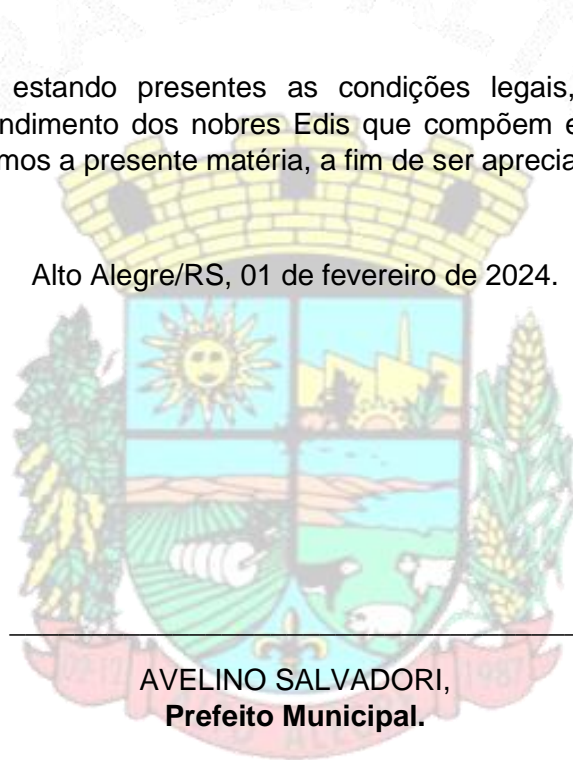 estando presentes as condições legais,
ndimento dos nobres Edis que compõem e
mos a presente matéria, a fim de ser aprecia
Alto Alegre/RS, 01 de fevereiro de 2024.
AVELINO SALVADORI,
Prefeito Municipal.